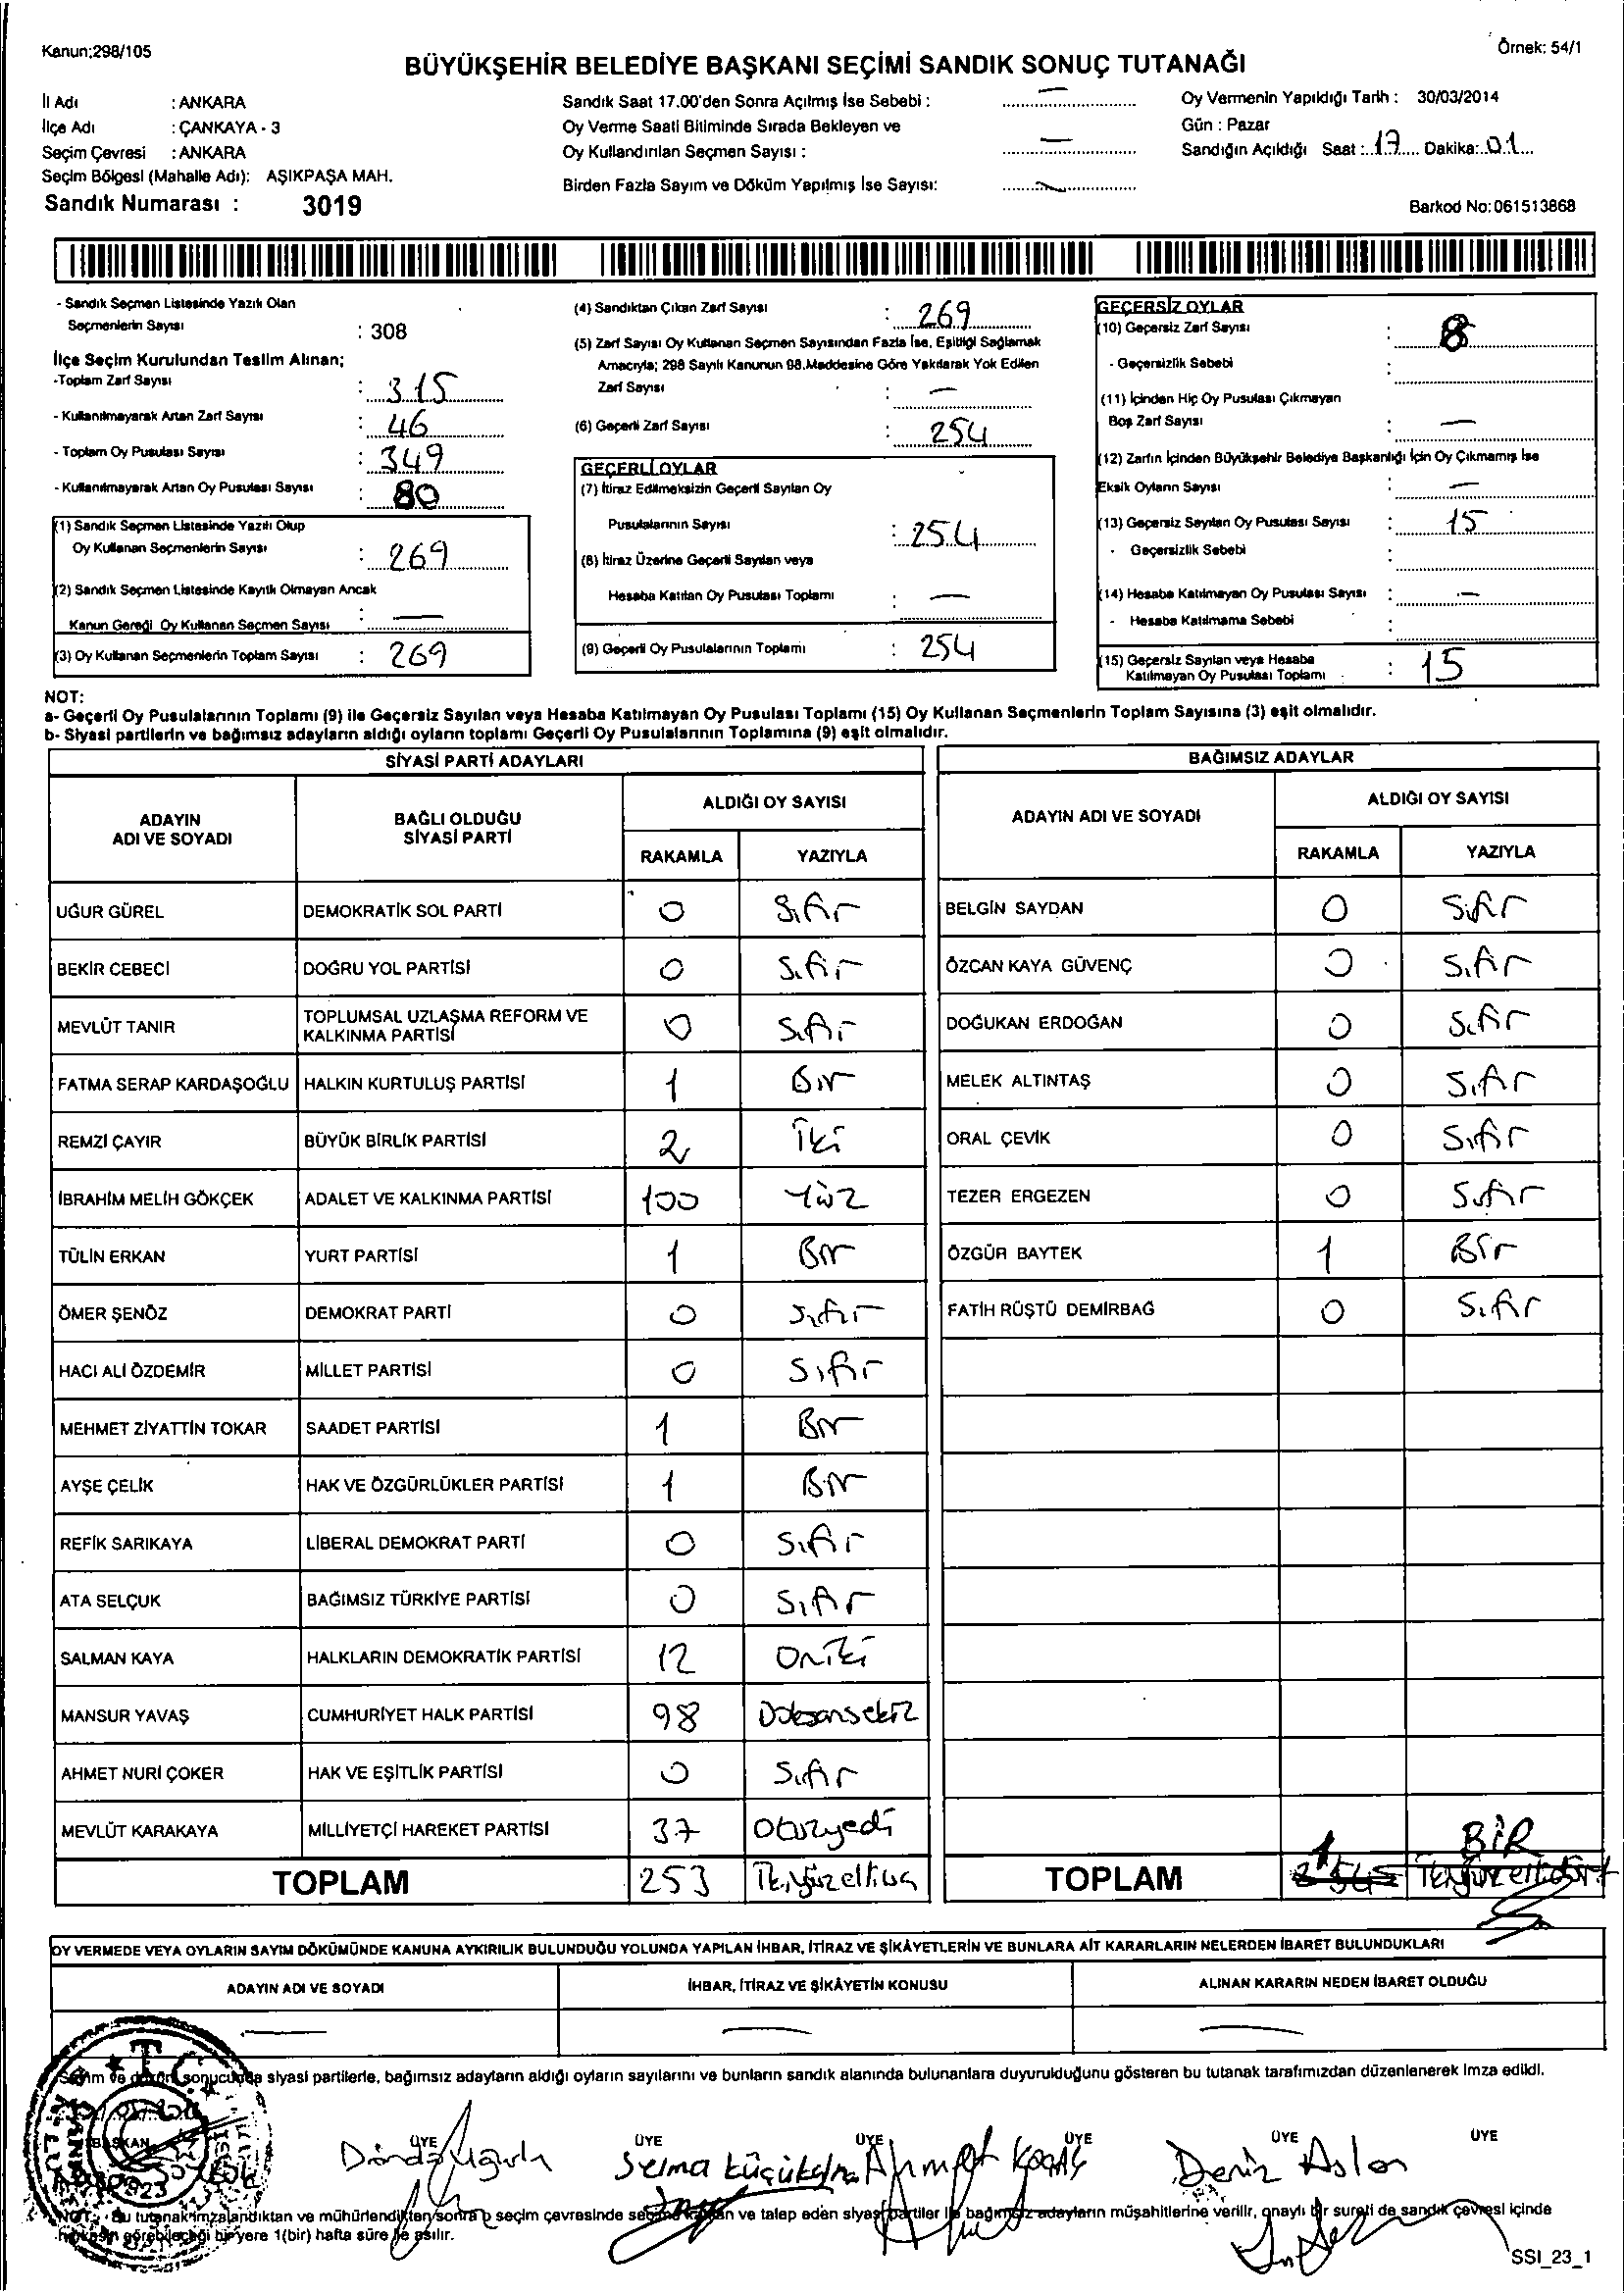 Kanun:298/105
Örnek: 54/1
BÜYÜKŞEHİR BELEDİYE BAŞKANI SEÇİMİ SANDIK SONUÇ TUTANAĞI
İl Adı : ANKARA
İlçe Adı : ÇANKAYA - 3
Seçim Çevresi : ANKARA
Seçim Bölgesi (Mahalle Adı): AŞIKPAŞA MAH.
Sandık Numarası : 3019
Sandık Saat 17.00'den Sonra Açılmış İse Sebebi : —
Oy Verme Saati Bitiminde Sırada Bekleyen ve
Oy Kullandırılan Seçmen Sayısı : —
Birden Fazla Sayım ve Döküm Yapılmış İse Sayısı: —
Oy Vermenin Yapıldığı Tarih : 30/03/2014
Gün : Pazar
Sandığın Açıldığı Saat : 17 Dakika: 01
Barkod No:061513868
- Sandık Seçmen Listesinde Yazılı Olan
Seçmenlerin Sayısı : 308
İlçe Seçim Kurulundan Teslim Alınan;
-Toplam Zarf Sayısı : 315
- Kullanılmayarak Artan Zarf Sayısı : 46
- Toplam Oy Pusulası Sayısı : 349
- Kullanılmayarak Artan Oy Pusulası Sayısı : 80
(1) Sandık Seçmen Listesinde Yazılı Olup
Oy Kullanan Seçmenlerin Sayısı : 269
(2) Sandık Seçmen Listesinde Kayıtlı Olmayan Ancak
Kanun Gereği Oy Kullanan Seçmen Sayısı : —
(3) Oy Kullanan Seçmenlerin Toplam Sayısı : 269
(4) Sandıktan Çıkan Zarf Sayısı : 269
(5) Zarf Sayısı Oy Kullanan Seçmen Sayısından Fazla İse, Eşitliği Sağlamak
Amacıyla; 298 Sayılı Kanunun 98.Maddesine Göre Yakılarak Yok Edilen
Zarf Sayısı : —
(6) Geçerli Zarf Sayısı : 254
GEÇERLİ OYLAR
(7) İtiraz Edilmeksizin Geçerli Sayılan Oy
Pusulalarının Sayısı : 254
(8) İtiraz Üzerine Geçerli Sayılan veya
Hesaba Katılan Oy Pusulası Toplamı : —
(9) Geçerli Oy Pusulalarının Toplamı : 254
GEÇERSİZ OYLAR
(10) Geçersiz Zarf Sayısı : 8
- Geçersizlik Sebebi :
(11) İçinden Hiç Oy Pusulası Çıkmayan
Boş Zarf Sayısı : —
(12) Zarfın İçinden Büyükşehir Belediye Başkanlığı İçin Oy Çıkmamış İse
Eksik Oyların Sayısı : —
(13) Geçersiz Sayılan Oy Pusulası Sayısı : 15
- Geçersizlik Sebebi :
(14) Hesaba Katılmayan Oy Pusulası Sayısı : —
- Hesaba Katılmama Sebebi :
(15) Geçersiz Sayılan veya Hesaba
Katılmayan Oy Pusulası Toplamı : 15
NOT:
a- Geçerli Oy Pusulalarının Toplamı (9) ile Geçersiz Sayılan veya Hesaba Katılmayan Oy Pusulası Toplamı (15) Oy Kullanan Seçmenlerin Toplam Sayısına (3) eşit olmalıdır.
b- Siyasi partilerin ve bağımsız adayların aldığı oyların toplamı Geçerli Oy Pusulalarının Toplamına (9) eşit olmalıdır.
SİYASİ PARTİ ADAYLARI
ADAYIN ADI VE SOYADI BAĞLI OLDUĞU SİYASİ PARTİ ALDIĞI OY SAYISI
RAKAMLA YAZIYLA
UĞUR GÜREL DEMOKRATİK SOL PARTİ 0 Sıfır
BEKİR CEBECİ DOĞRU YOL PARTİSİ 0 Sıfır
MEVLÜT TANIR TOPLUMSAL UZLAŞMA REFORM VE KALKINMA PARTİSİ 0 Sıfır
FATMA SERAP KARDAŞOĞLU HALKIN KURTULUŞ PARTİSİ 1 Bir
REMZİ ÇAYIR BÜYÜK BİRLİK PARTİSİ 2 İki
İBRAHİM MELİH GÖKÇEK ADALET VE KALKINMA PARTİSİ 100 Yüz
TÜLİN ERKAN YURT PARTİSİ 1 Bir
ÖMER ŞENÖZ DEMOKRAT PARTİ 0 Sıfır
HACI ALİ ÖZDEMİR MİLLET PARTİSİ 0 Sıfır
MEHMET ZİYATTİN TOKAR SAADET PARTİSİ 1 Bir
AYŞE ÇELİK HAK VE ÖZGÜRLÜKLER PARTİSİ 1 Bir
REFİK SARIKAYA LİBERAL DEMOKRAT PARTİ 0 Sıfır
ATA SELÇUK BAĞIMSIZ TÜRKİYE PARTİSİ 0 Sıfır
SALMAN KAYA HALKLARIN DEMOKRATİK PARTİSİ 12 Oniki
MANSUR YAVAŞ CUMHURİYET HALK PARTİSİ 98 Doksansekiz
AHMET NURİ ÇOKER HAK VE EŞİTLİK PARTİSİ 0 Sıfır
MEVLÜT KARAKAYA MİLLİYETÇİ HAREKET PARTİSİ 37 Otuzyedi
TOPLAM 253 İkiyüzelliüç
BAĞIMSIZ ADAYLAR
ADAYIN ADI VE SOYADI ALDIĞI OY SAYISI
RAKAMLA YAZIYLA
BELGİN SAYDAN 0 Sıfır
ÖZCAN KAYA GÜVENÇ 0 Sıfır
DOĞUKAN ERDOĞAN 0 Sıfır
MELEK ALTINTAŞ 0 Sıfır
ORAL ÇEVİK 0 Sıfır
TEZER ERGEZEN 0 Sıfır
ÖZGÜR BAYTEK 1 Bir
FATİH RÜŞTÜ DEMİRBAĞ 0 Sıfır
1 BİR
TOPLAM İkiyüzellidört
OY VERMEDE VEYA OYLARIN SAYIM DÖKÜMÜNDE KANUNA AYKIRILIK BULUNDUĞU YOLUNDA YAPILAN İHBAR, İTİRAZ VE ŞİKÂYETLERİN VE BUNLARA AİT KARARLARIN NELERDEN İBARET BULUNDUKLARI
ADAYIN ADI VE SOYADI İHBAR, İTİRAZ VE ŞİKÂYETİN KONUSU ALINAN KARARIN NEDEN İBARET OLDUĞU
— — —
T.C.
Sayım ve döküm sonucunda siyasi partilerle, bağımsız adayların aldığı oyların sayılarını ve bunların sandık alanında bulunanlara duyurulduğunu gösteren bu tutanak tarafımızdan düzenlenerek imza edildi.
BAŞKAN ÜYE ÜYE ÜYE ÜYE ÜYE ÜYE
Selma Ahmet Deniz Aslan
NOT: Bu tutanak imzalandıktan ve mühürlendikten sonra seçim çevresinde ve talep eden siyasi partiler ile bağımsız adayların müşahitlerine verilir, onaylı bir sureti de sandık çevresi içinde
herkesin görebileceği bir yere 1(bir) hafta süre ile asılır.
SSI_23_1